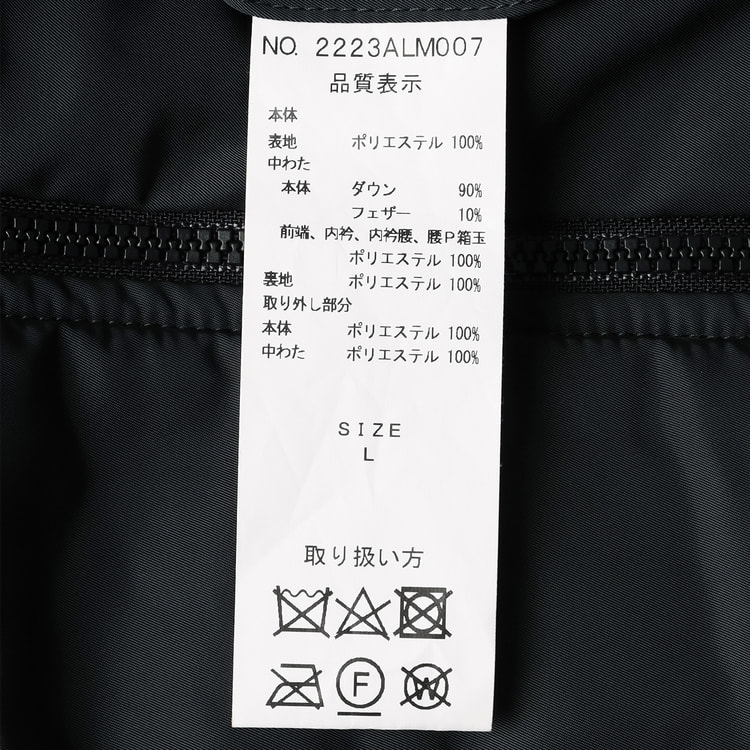 NO. 2223ALM007
品質表示
本体
表地 ポリエステル 100%
中わた
本体 ダウン 90%
フェザー 10%
前端、内衿、内衿腰、腰P箱玉
ポリエステル 100%
裏地 ポリエステル 100%
取り外し部分
本体 ポリエステル 100%
中わた ポリエステル 100%
SIZE
L
取り扱い方
F W